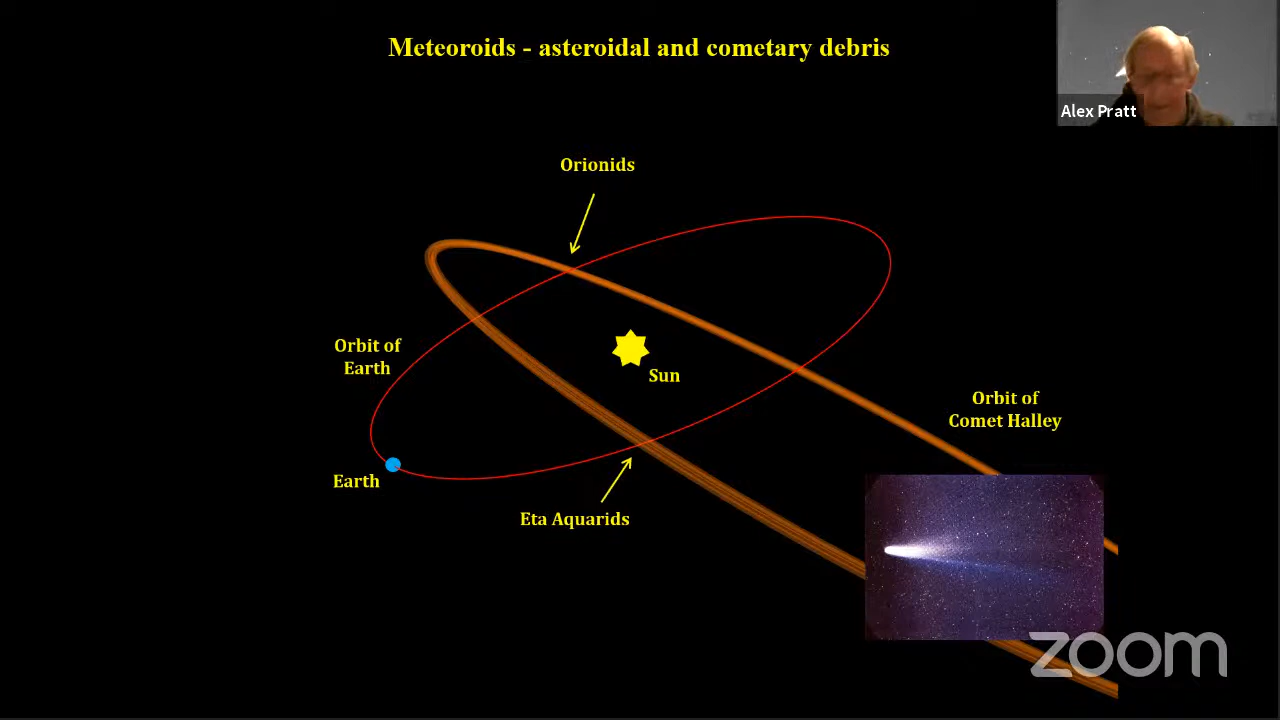 Meteoroids - asteroidal and cometary debris
Alex Pratt
Orionids
Orbit of
Earth
Sun
Orbit of
Comet Halley
Earth
Eta Aquarids
zoom